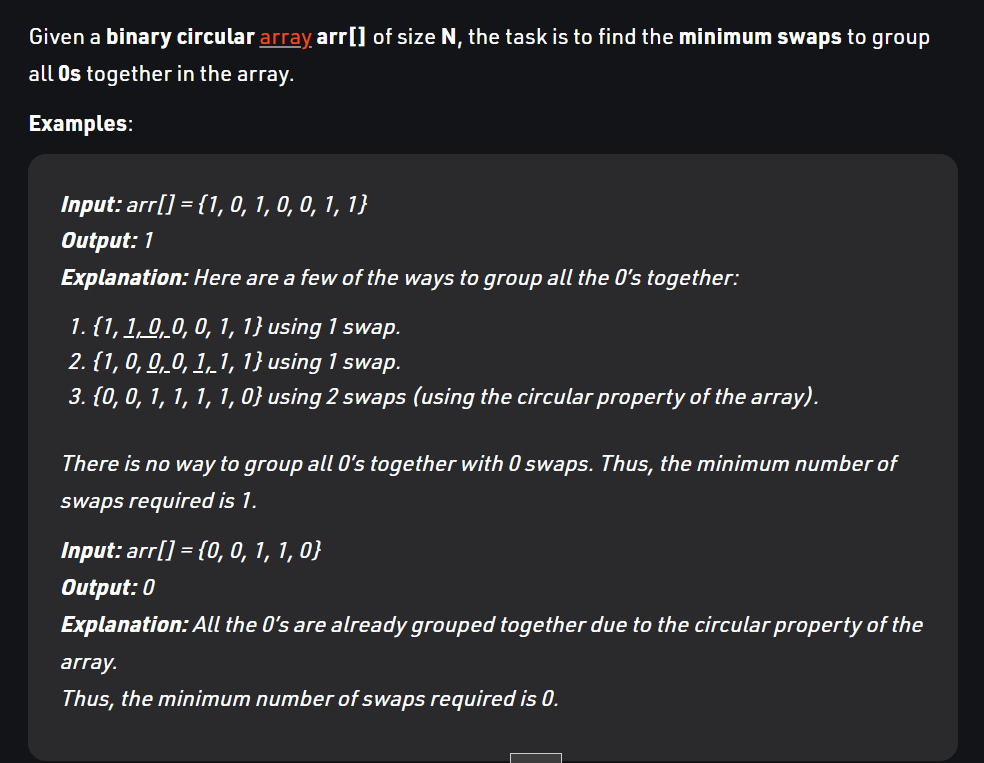 Given a binary circular array arr[] of size N, the task is to find the minimum swaps to group
all 0s together in the array.
Examples:
Input: arr[] = {1, 0, 1, 0, 0, 1, 1}
Output: 1
Explanation: Here are a few of the ways to group all the 0's together:
1. {1, 1, 0, 0, 0, 1, 1} using 1 swap.
2. {1, 0, 0, 0, 1, 1, 1} using 1 swap.
3. {0, 0, 1, 1, 1, 1, 0} using 2 swaps (using the circular property of the array).
There is no way to group all 0's together with 0 swaps. Thus, the minimum number of
swaps required is 1.
Input: arr[] = {0, 0, 1, 1, 0}
Output: 0
Explanation: All the 0's are already grouped together due to the circular property of the
array.
Thus, the minimum number of swaps required is 0.